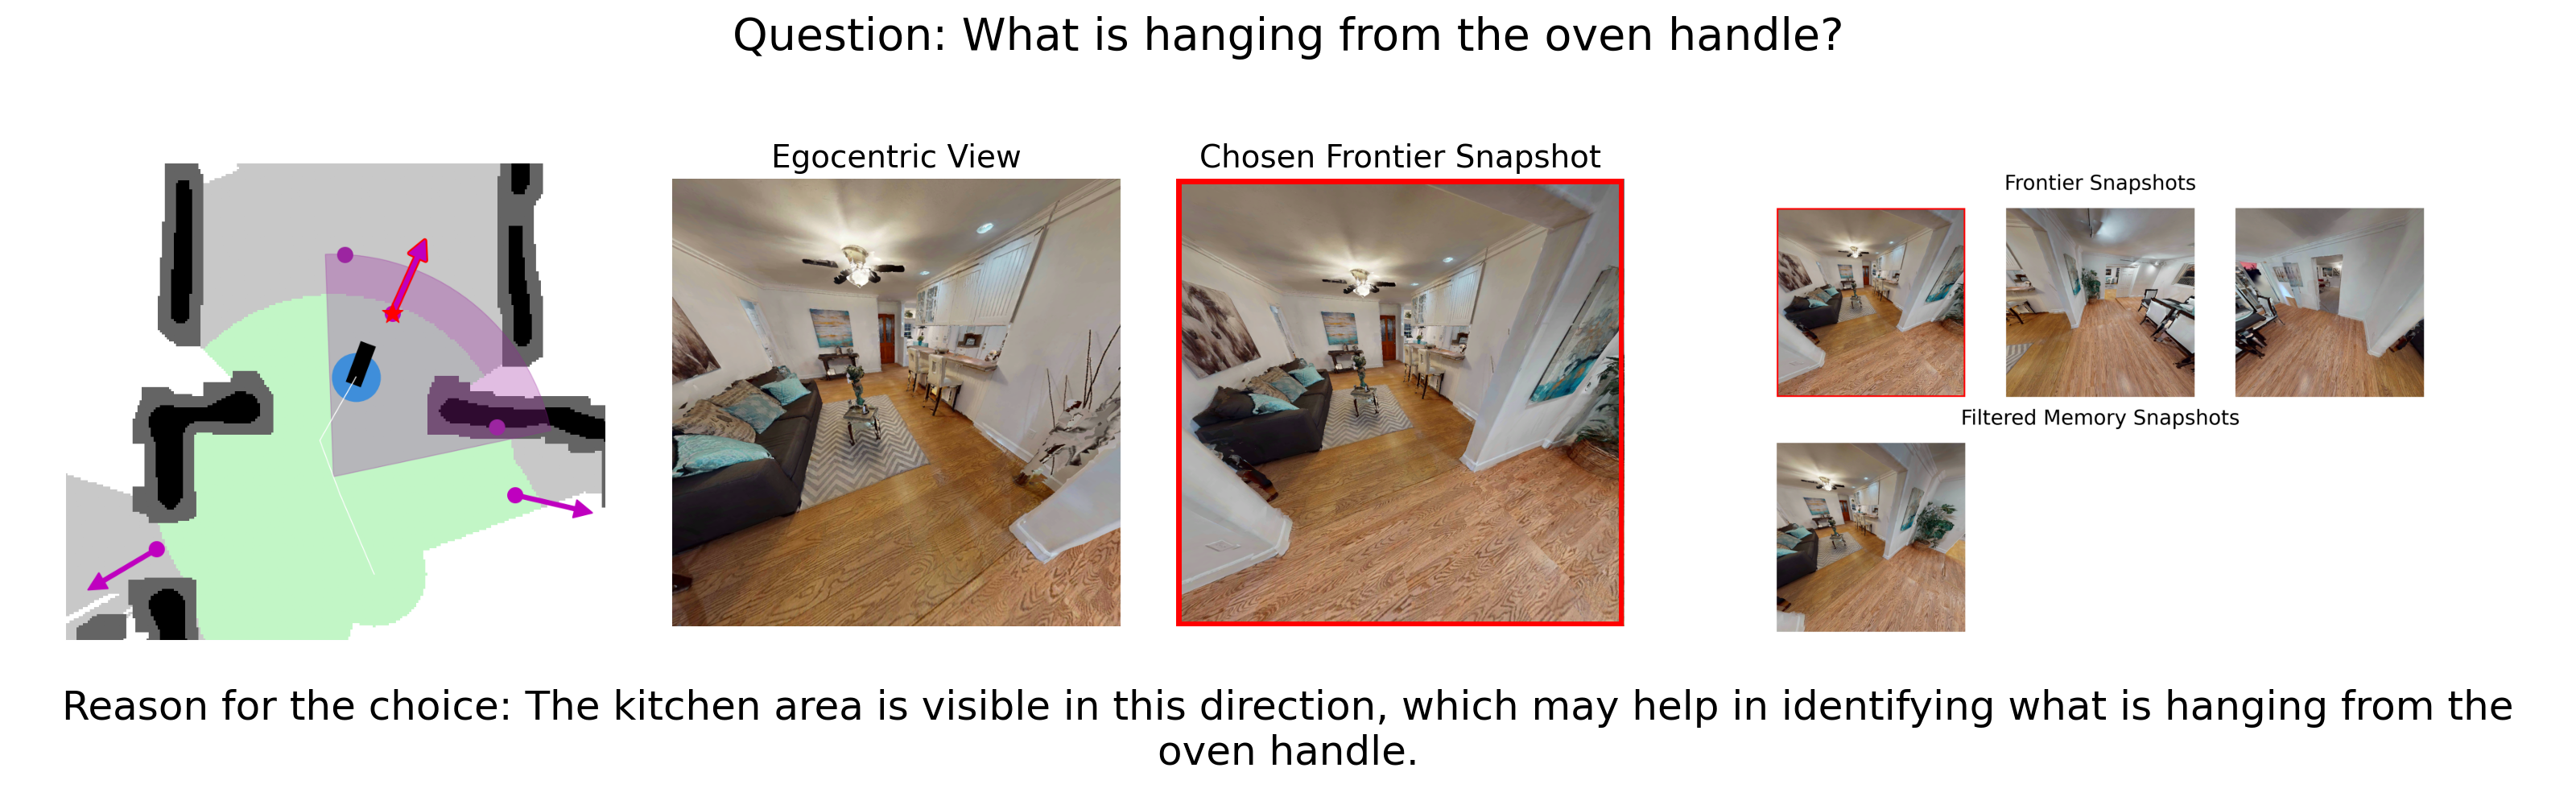 Question: What is hanging from the oven handle?
Egocentric View
Chosen Frontier Snapshot
Frontier Snapshots
Filtered Memory Snapshots
Reason for the choice: The kitchen area is visible in this direction, which may help in identifying what is hanging from the
oven handle.